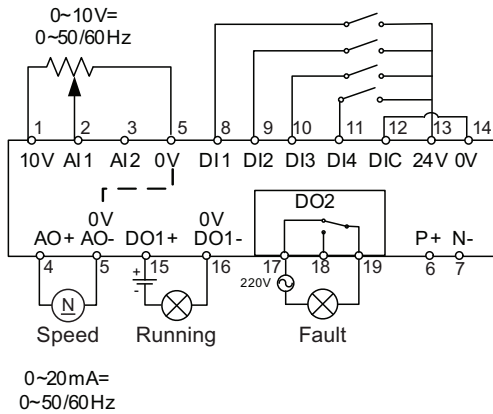 0~10V=
0~50/60Hz
1 2 3 5 8 9 10 11 12 13 14
10V AI1 AI2 0V DI1 DI2 DI3 DI4 DIC 24V 0V
DO2
0V 0V
AO+ AO- DO1+ DO1- P+ N-
4 5 15 16 17 18 19 6 7
+
-
N 220V
Speed Running Fault
0~20mA=
0~50/60Hz